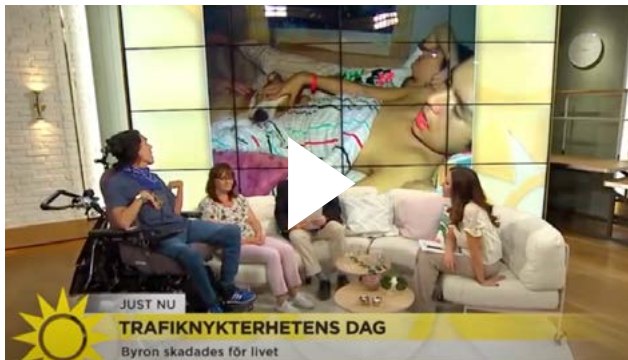 JUST NU
TRAFIKNYKTERHETENS DAG
Byron skadades för livet